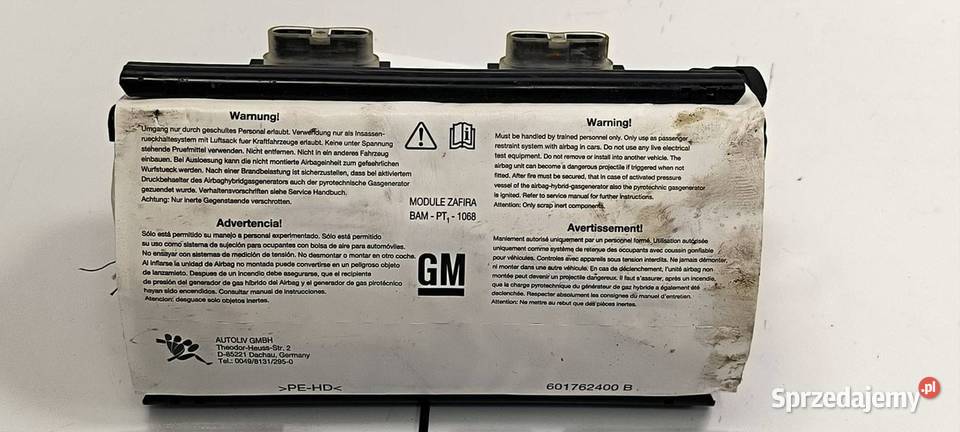 Warnung!
Umgang nur durch geschultes Personal erlaubt. Verwendung nur als Insassen-
rueckhaltesystem mit Luftsack fuer Kraftfahrzeuge erlaubt. Keine unter Spannung
stehende Pruefmittel verwenden. Nicht entfernen. Nicht in ein anderes Fahrzeug
einbauen. Bei Ausloesung kann die nicht montierte Airbageinheit zum gefaehrlichen
Wurfstueck werden. Nach einer Brandbelastung ist sicherzustellen, dass bei aktiviertem
Druckbehselter des Airbaghybridgasgenerators auch der pyrotechnische Gasgenerator
gezuendet wurde. Verhaltensvorschriften siehe Service Handbuch.
Achtung: Nur inerte Gegenstaende verschrotten.
Advertencia!
Sólo está permitido su manejo a personal experimentado. Sólo está permitido
su uso como sistema de sujeción para ocupantes con bolsa de aire para automóviles.
No ensayar con sistemas de medición de tensión. No desmontar o montar en otro coche.
Al inflarse la unidad de Airbag no montada puede convertirse en un peligroso objeto
de lanzamiento. Despues de un incendio debe asegurarse, que el recipiente
de presión del generador de gas híbrido del Airbag y el generador de gas pirotécnico
hayan sido encendidos. Consultar manual de instrucciones.
Atencion: desguace solo objetos inertes.
MODULE ZAFIRA
BAM - PT1 - 1068
GM
Warning!
Must be handled by trained personnel only. Only use as passenger
restraint system with airbag in cars. Do not use any live electrical
test equipment. Do not remove or install into another vehicle. The
airbag unit can become a dangerous projectile if triggered when not
fitted. After fire must be secured, that in case of activated pressure
vessel of the airbag-hybrid-gasgenerator also the pyrotechnic gasgenerator
is ignited. Refer to service manual for further instructions.
Attention: Only scrap inert components.
Avertissement!
Maniement autorisé uniquement par un personnel formé. Utilisation autorisée
uniquement comme système de retenue des occupants avec coussin gonflable
pour véhicules. Controles avec appareils sous tension interdits. Ne jamais démonter,
ni monter dans une autre véhicule. En cas de déclenchement, l'unité airbag non
montée peut devenir un projectile dangereux. Il faut s'assurer, après un incendie,
que la charge pyrotechnique du générateur de gaz hybride a également été
declenchée. Respecter absolument les consignes du manuel d'entretien.
Attention: Ne mettre au rebut que des pièces inertes.
AUTOLIV GMBH
Theodor-Heuss-Str. 2
D-85221 Dachau, Germany
Tel.: 0049/8131/295-0
>PE-HD<
601762400 B
Sprzedajemy.pl